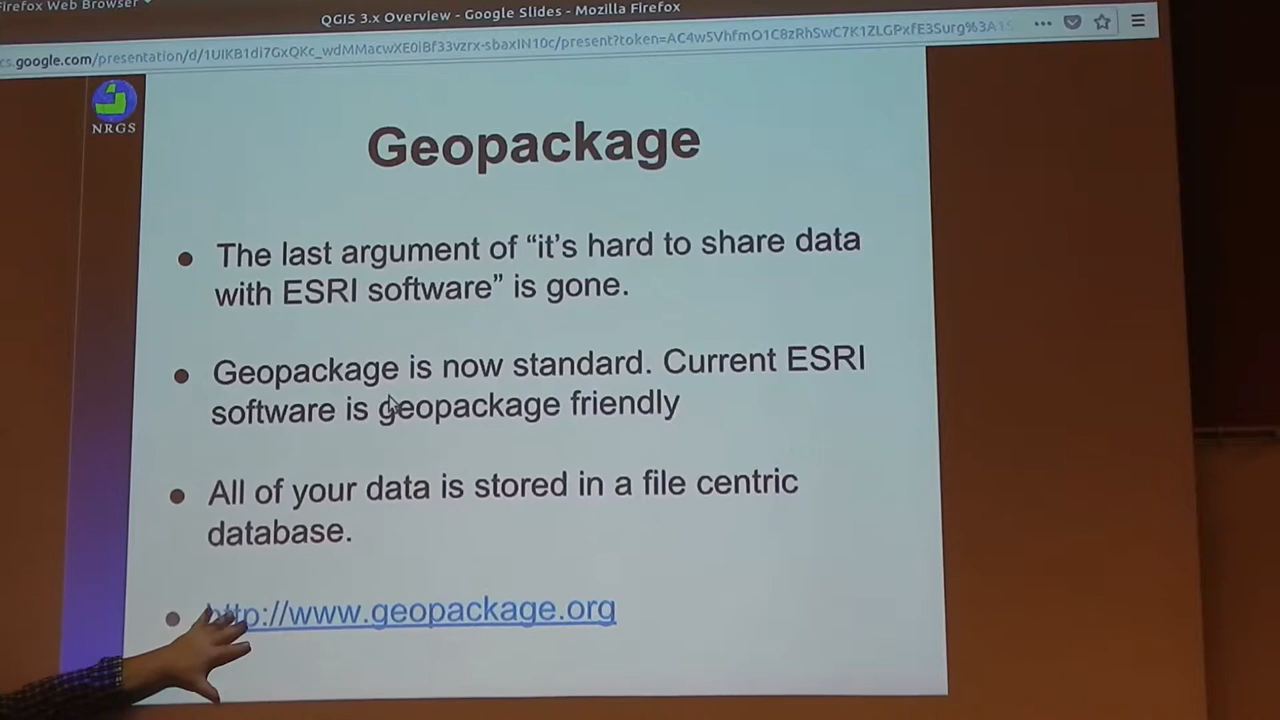 Firefox Web Browser
QGIS 3.x Overview - Google Slides - Mozilla Firefox
NRGS
Geopackage
• The last argument of “it’s hard to share data
with ESRI software” is gone.
• Geopackage is now standard. Current ESRI
software is geopackage friendly
• All of your data is stored in a file centric
database.
• http://www.geopackage.org